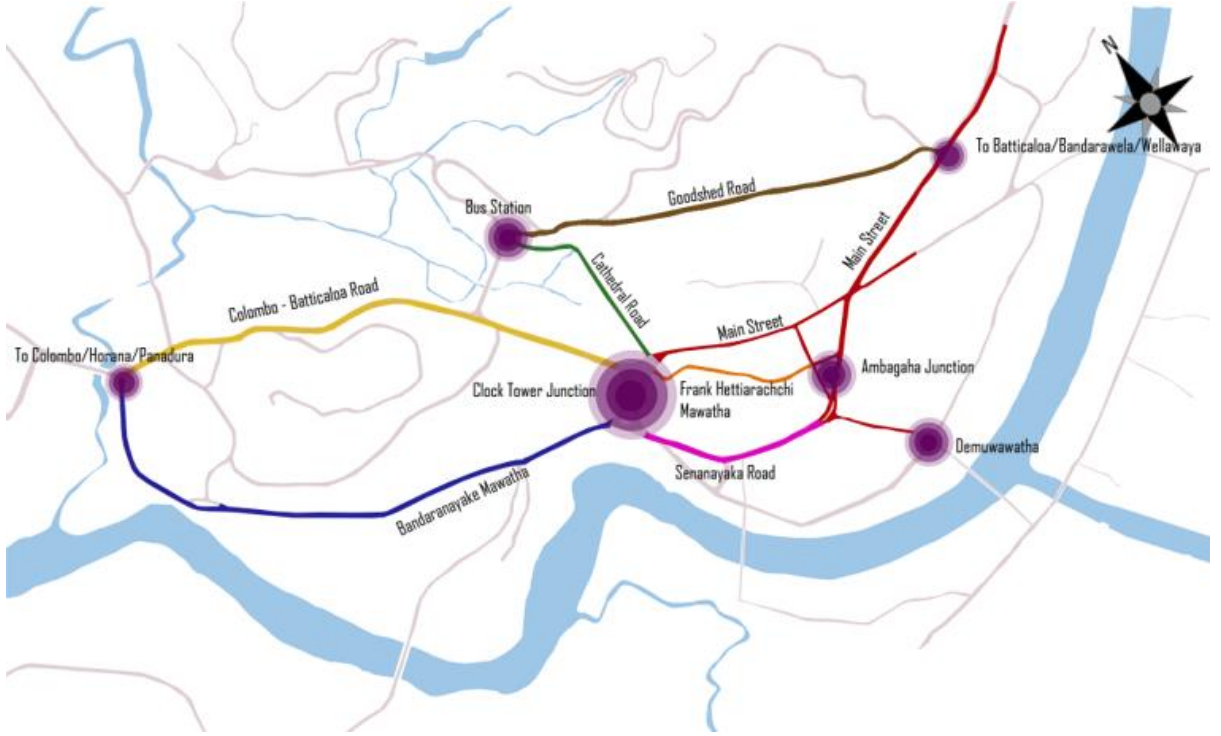 N
To Batticaloa/Bandarawela/Wellawaya
Goodshed Road
Bus Station
Main Street
Cathedral Road
Colombo - Batticaloa Road
Main Street
To Colombo/Horana/Panadura
Ambagaha Junction
Clock Tower Junction
Frank Hettiarachchi
Mawatha
Demuwawatha
Senanayaka Road
Bandaranayake Mawatha